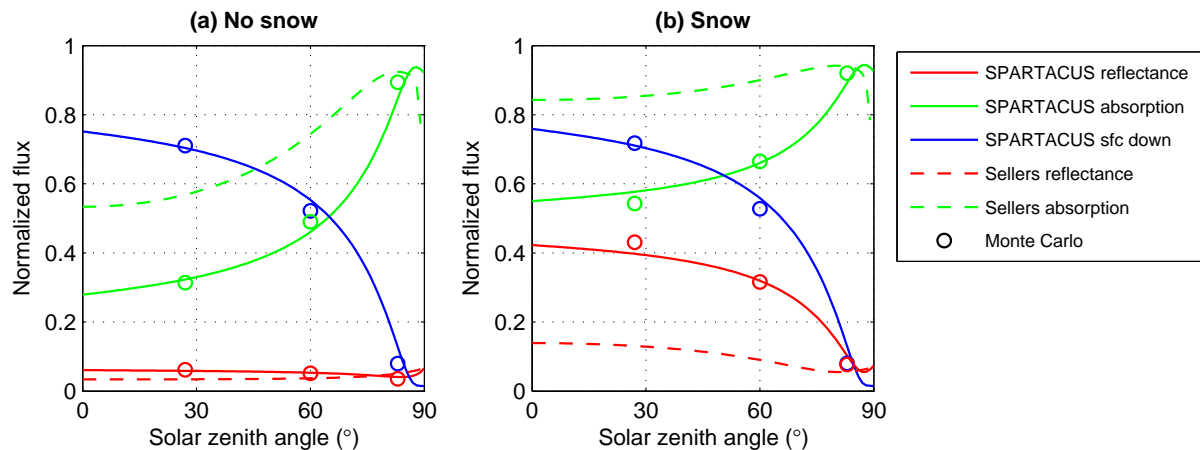 (a) No snow
(b) Snow
1
0.8
0.6
0.4
0.2
0
0
30
60
90
Normalized flux
Solar zenith angle (°)
1
0.8
0.6
0.4
0.2
0
0
30
60
90
Normalized flux
Solar zenith angle (°)
SPARTACUS reflectance
SPARTACUS absorption
SPARTACUS sfc down
Sellers reflectance
Sellers absorption
Monte Carlo